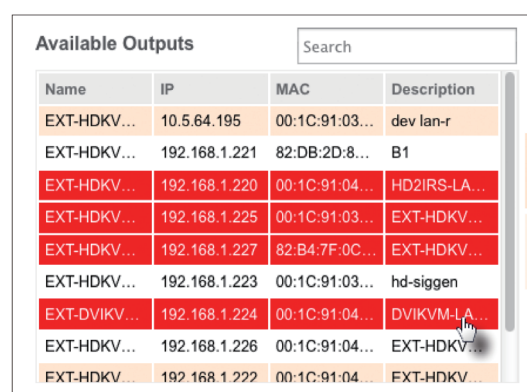 Available Outputs Search
Name IP MAC Description
EXT-HDKV... 10.5.64.195 00:1C:91:03... dev lan-r
EXT-HDKV... 192.168.1.221 82:DB:2D:8... B1
EXT-HDKV... 192.168.1.220 00:1C:91:04... HD2IRS-LA...
EXT-HDKV... 192.168.1.225 00:1C:91:03... EXT-HDKV...
EXT-HDKV... 192.168.1.227 82:B4:7F:0C... EXT-HDKV...
EXT-HDKV... 192.168.1.223 00:1C:91:03... hd-siggen
EXT-DVIKV... 192.168.1.224 00:1C:91:04... DVIKVM-LA...
EXT-HDKV... 192.168.1.226 00:1C:91:04... EXT-HDKV...
EXT-HDKV... 192.168.1.222 00:1C:91:04... EXT-HDKV...